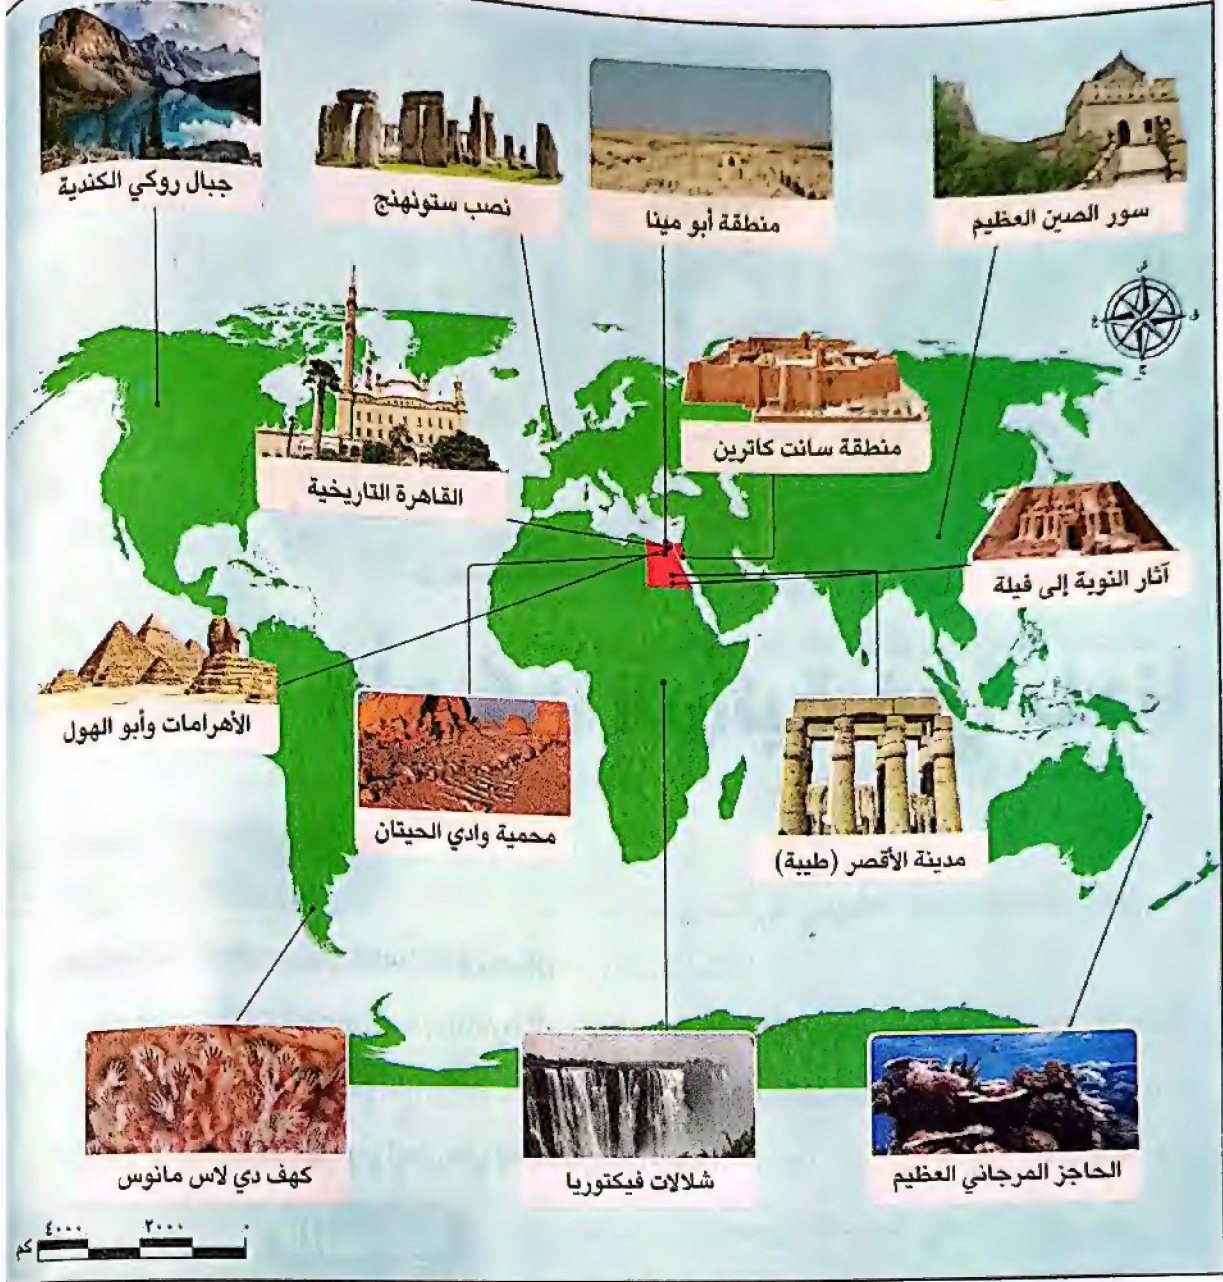 سور الصين العظيم
منطقة أبو مينا
نصب ستونهنج
جبال روكي الكندية
ش
ق
غ
ج
منطقة سانت كاترين
القاهرة التاريخية
آثار النوبة إلى فيلة
الأهرامات وأبو الهول
محمية وادي الحيتان
مدينة الأقصر (طيبة)
الحاجز المرجاني العظيم
شلالات فيكتوريا
كهف دي لاس مانوس
٤٠٠٠ ٢٠٠٠ ٠
كم